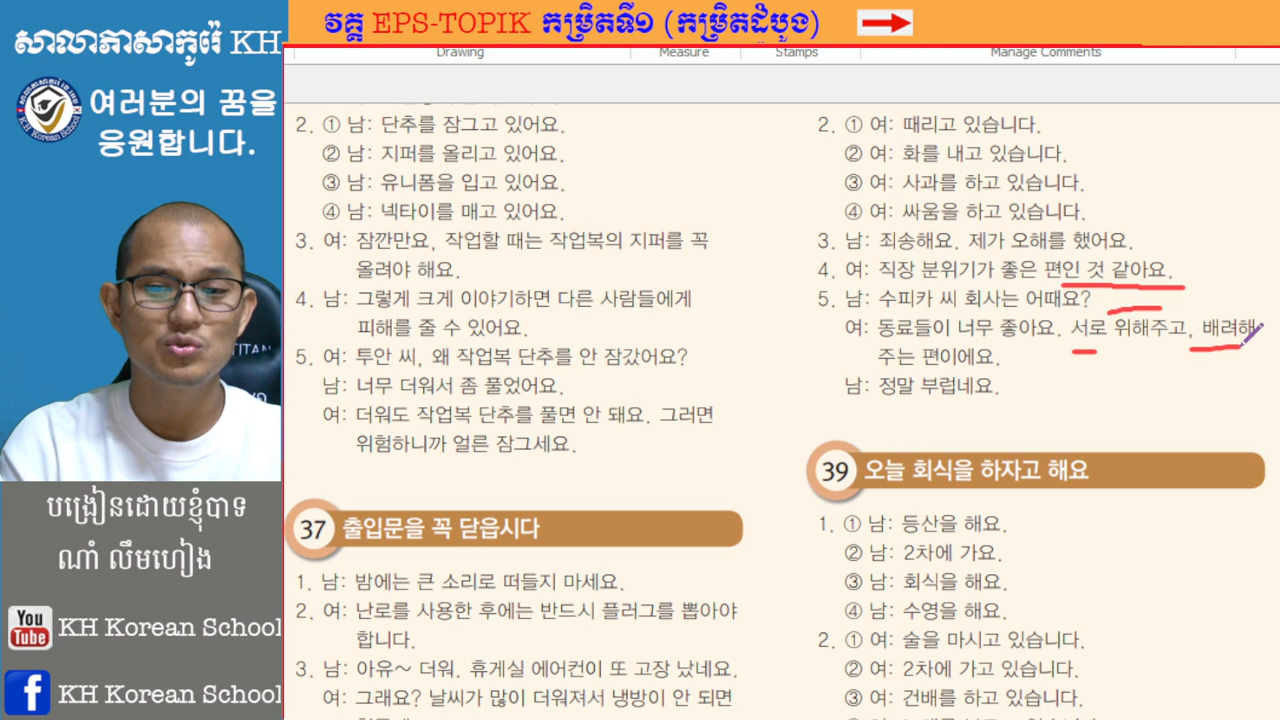 សាលាភាសាកូរ៉េ KH
여러분의 꿈을
응원합니다.
KH Korean School
TITAN
បង្រៀនដោយខ្ញុំបាទ
ណាំ លឹមហៀង
You
Tube
KH Korean School
f
KH Korean School
វគ្គ EPS-TOPIK កម្រិតទី១ (កម្រិតដំបូង)
Drawing
Measure
Stamps
Manage Comments
2. ① 남: 단추를 잠그고 있어요.
② 남: 지퍼를 올리고 있어요.
③ 남: 유니폼을 입고 있어요.
④ 남: 넥타이를 매고 있어요.
3. 여: 잠깐만요, 작업할 때는 작업복의 지퍼를 꼭
올려야 해요.
4. 남: 그렇게 크게 이야기하면 다른 사람들에게
피해를 줄 수 있어요.
5. 여: 투안 씨, 왜 작업복 단추를 안 잠갔어요?
남: 너무 더워서 좀 풀었어요.
여: 더워도 작업복 단추를 풀면 안 돼요. 그러면
위험하니까 얼른 잠그세요.
37 출입문을 꼭 닫읍시다
1. 남: 밤에는 큰 소리로 떠들지 마세요.
2. 여: 난로를 사용한 후에는 반드시 플러그를 뽑아야
합니다.
3. 남: 아유~ 더워. 휴게실 에어컨이 또 고장 났네요.
여: 그래요? 날씨가 많이 더워져서 냉방이 안 되면
2. ① 여: 때리고 있습니다.
② 여: 화를 내고 있습니다.
③ 여: 사과를 하고 있습니다.
④ 여: 싸움을 하고 있습니다.
3. 남: 죄송해요. 제가 오해를 했어요.
4. 여: 직장 분위기가 좋은 편인 것 같아요.
5. 남: 수피카 씨 회사는 어때요?
여: 동료들이 너무 좋아요. 서로 위해주고, 배려해
주는 편이에요.
남: 정말 부럽네요.
39 오늘 회식을 하자고 해요
1. ① 남: 등산을 해요.
② 남: 2차에 가요.
③ 남: 회식을 해요.
④ 남: 수영을 해요.
2. ① 여: 술을 마시고 있습니다.
② 여: 2차에 가고 있습니다.
③ 여: 건배를 하고 있습니다.